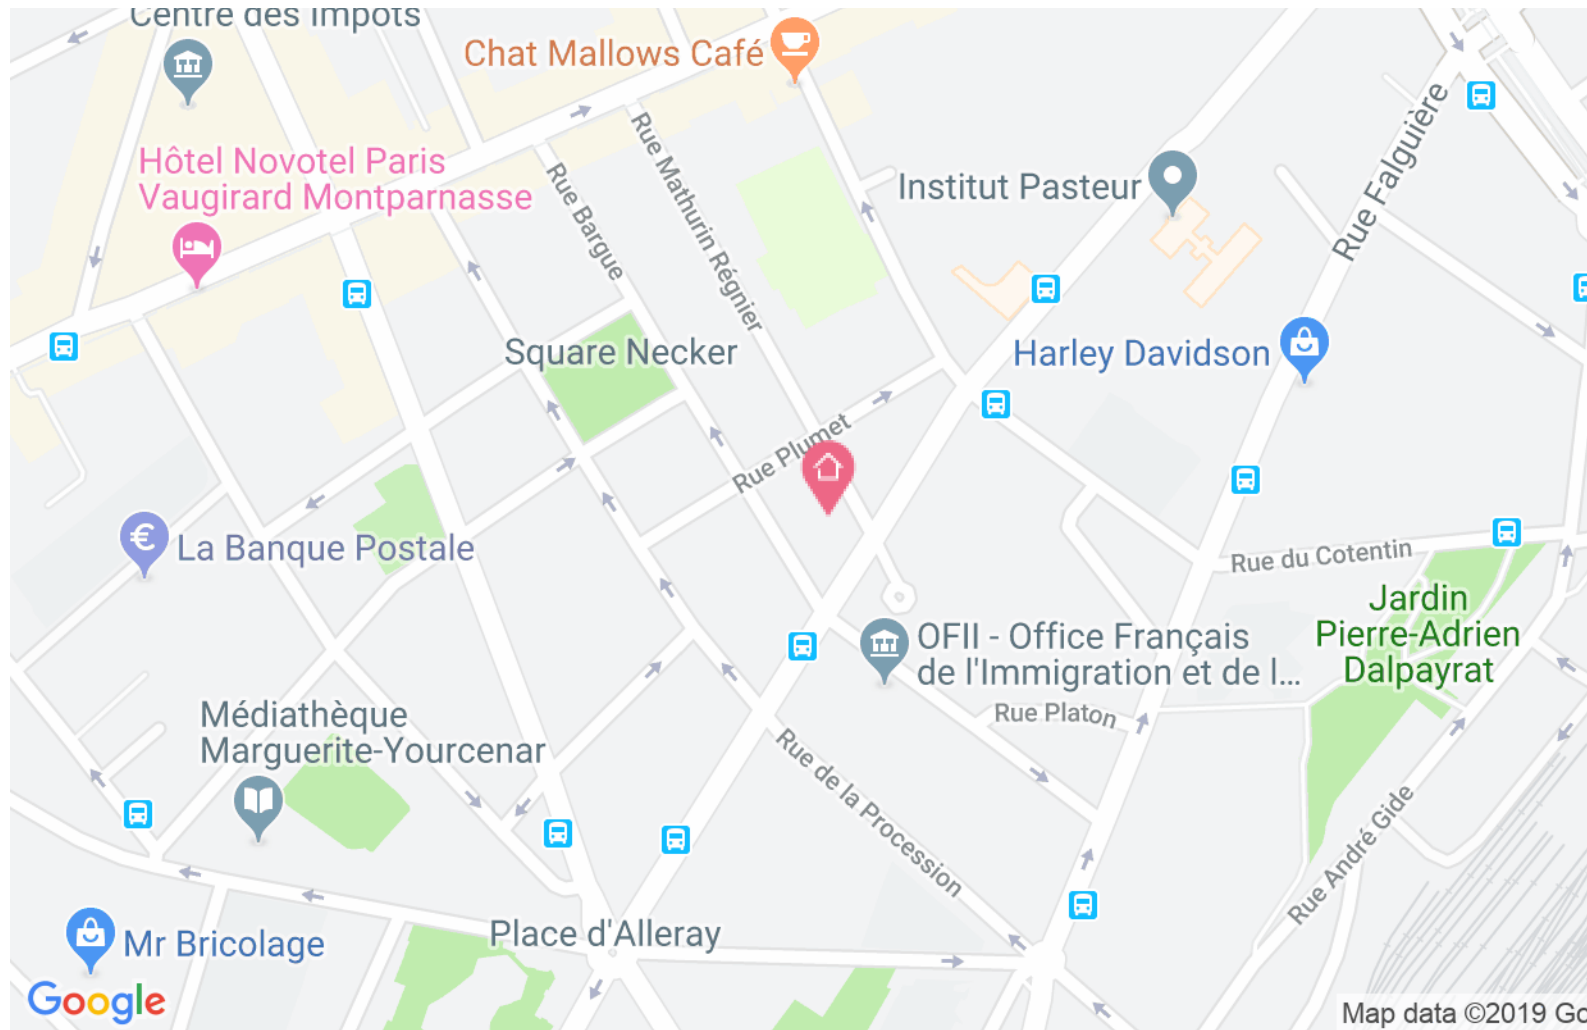 Centre des Impôts
Chat Mallows Café
Hôtel Novotel Paris
Vaugirard Montparnasse
Rue Mathurin Régnier
Rue Bargue
Institut Pasteur
Rue Falguière
Square Necker
Harley Davidson
Rue Plumet
La Banque Postale
€
Rue du Cotentin
Jardin
Pierre-Adrien
Dalpayrat
OFII - Office Français
de l'Immigration et de l...
Rue Platon
Médiathèque
Marguerite-Yourcenar
Rue de la Procession
Rue André Gide
Place d'Alleray
Mr Bricolage
Google
Map data ©2019 Go